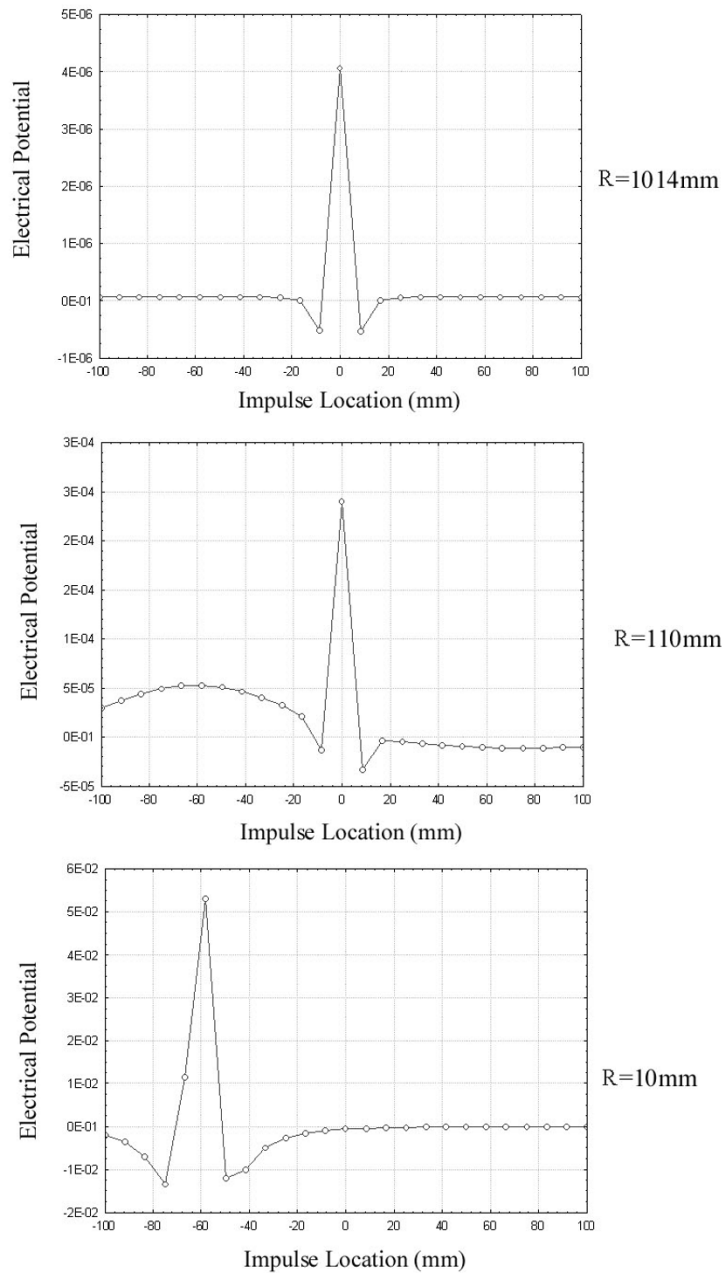 5E-06
4E-06
3E-06
2E-06
1E-06
0E-01
-1E-06
Electrical Potential
-100 -80 -60 -40 -20 0 20 40 60 80 100
Impulse Location (mm)
R=1014mm
3E-04
3E-04
2E-04
2E-04
1E-04
5E-05
0E-01
-5E-05
Electrical Potential
-100 -80 -60 -40 -20 0 20 40 60 80 100
Impulse Location (mm)
R=110mm
6E-02
5E-02
4E-02
3E-02
2E-02
1E-02
0E-01
-1E-02
-2E-02
Electrical Potential
-100 -80 -60 -40 -20 0 20 40 60 80 100
Impulse Location (mm)
R=10mm